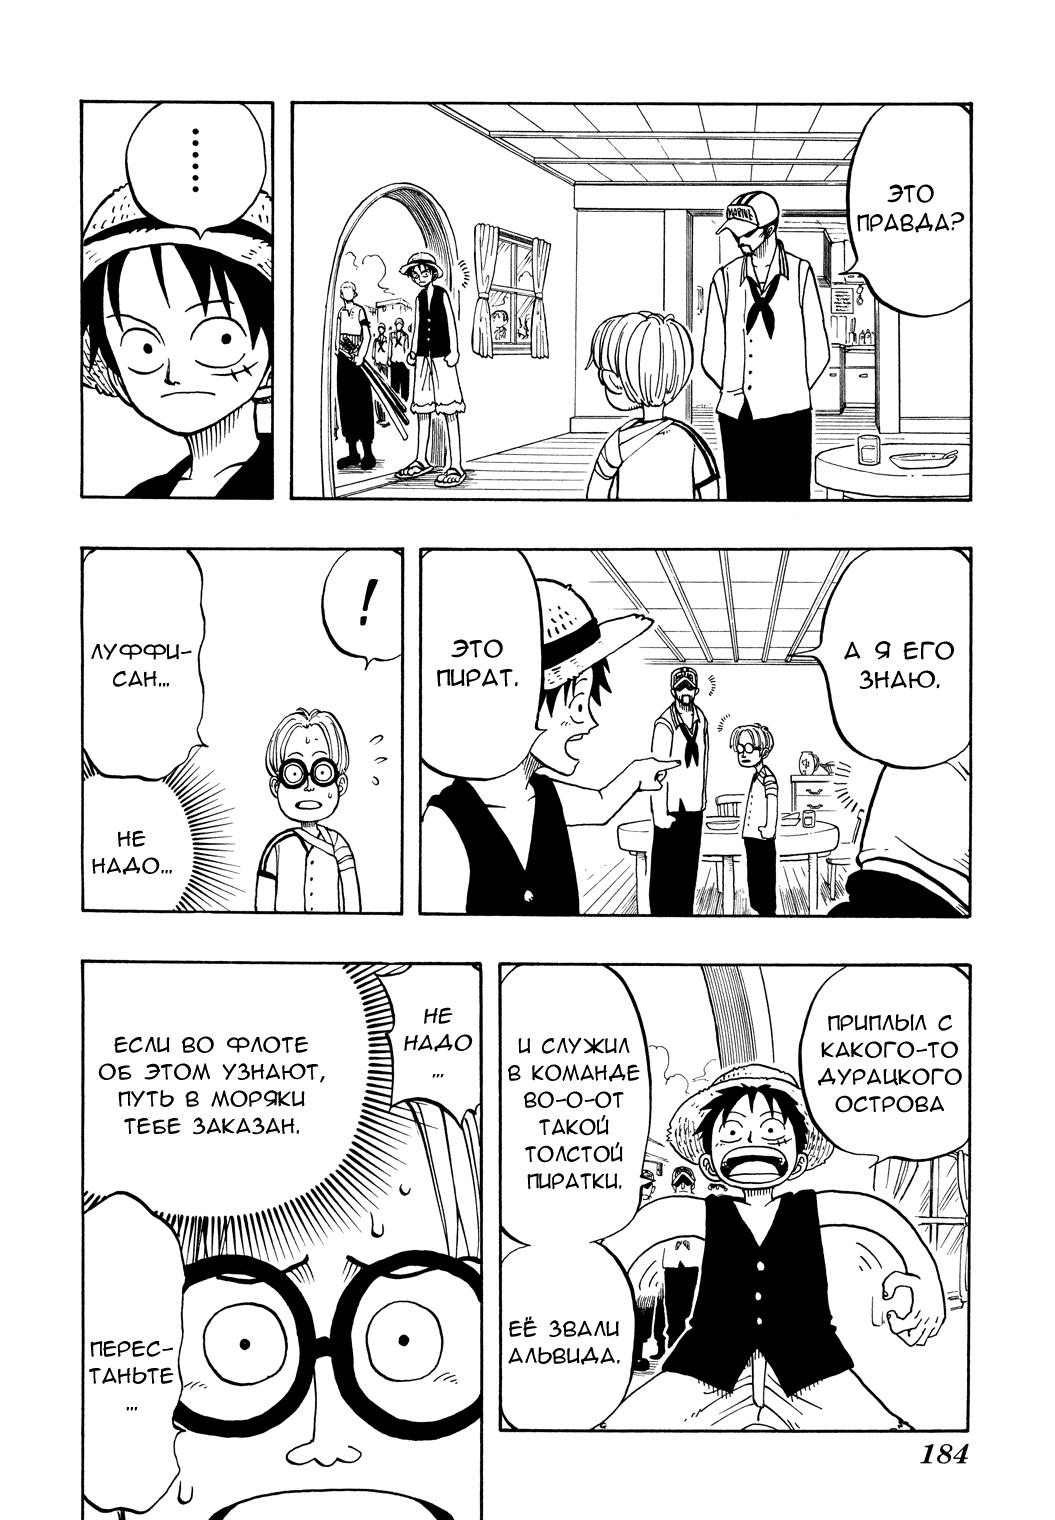 ЭТО
ПРАВДА?
MARINE
.......
А Я ЕГО
ЗНАЮ.
ЭТО
ПИРАТ.
!
ЛУФФИ-
САН...
НЕ
НАДО...
ПРИПЛЫЛ С
КАКОГО-ТО
ДУРАЦКОГО
ОСТРОВА
И СЛУЖИЛ
В КОМАНДЕ
ВО-О-ОТ
ТАКОЙ
ТОЛСТОЙ
ПИРАТКИ.
ЕЁ ЗВАЛИ
АЛЬВИДА.
НЕ
НАДО
...
ЕСЛИ ВО ФЛОТЕ
ОБ ЭТОМ УЗНАЮТ,
ПУТЬ В МОРЯКИ
ТЕБЕ ЗАКАЗАН.
ПЕРЕС-
ТАНЬТЕ
...
184